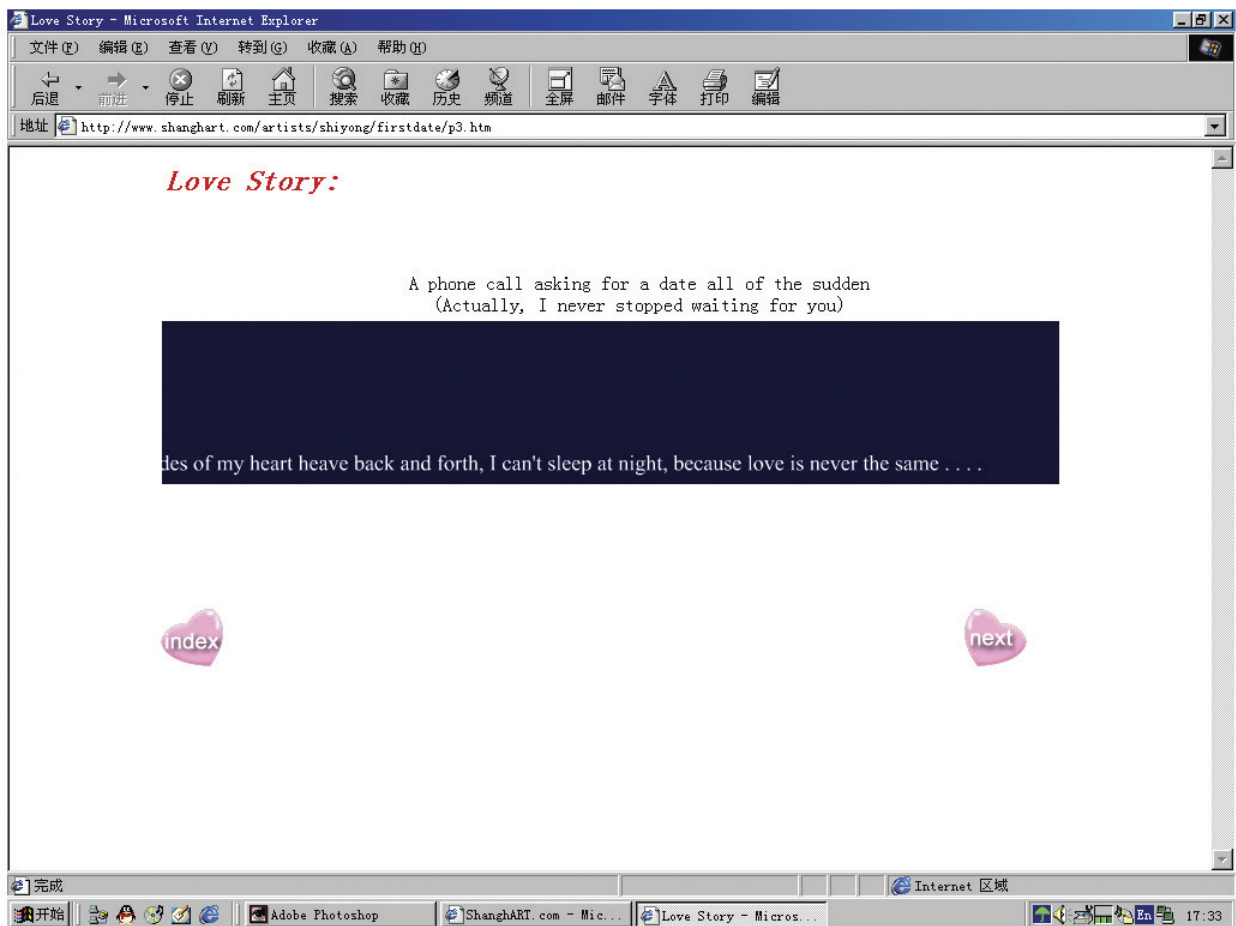 Love Story - Microsoft Internet Explorer
文件(F) 编辑(E) 查看(V) 转到(G) 收藏(A) 帮助(H)
后退 前进 停止 刷新 主页 搜索 收藏 历史 频道 全屏 邮件 字体 打印 编辑
地址 http://www.shanghart.com/artists/shiyong/firstdate/p3.htm
Love Story:
A phone call asking for a date all of the sudden
(Actually, I never stopped waiting for you)
des of my heart heave back and forth, I can't sleep at night, because love is never the same . . . .
index next
完成 Internet 区域
开始 Adobe Photoshop ShanghART.com - Mic... Love Story - Micros... En 17:33